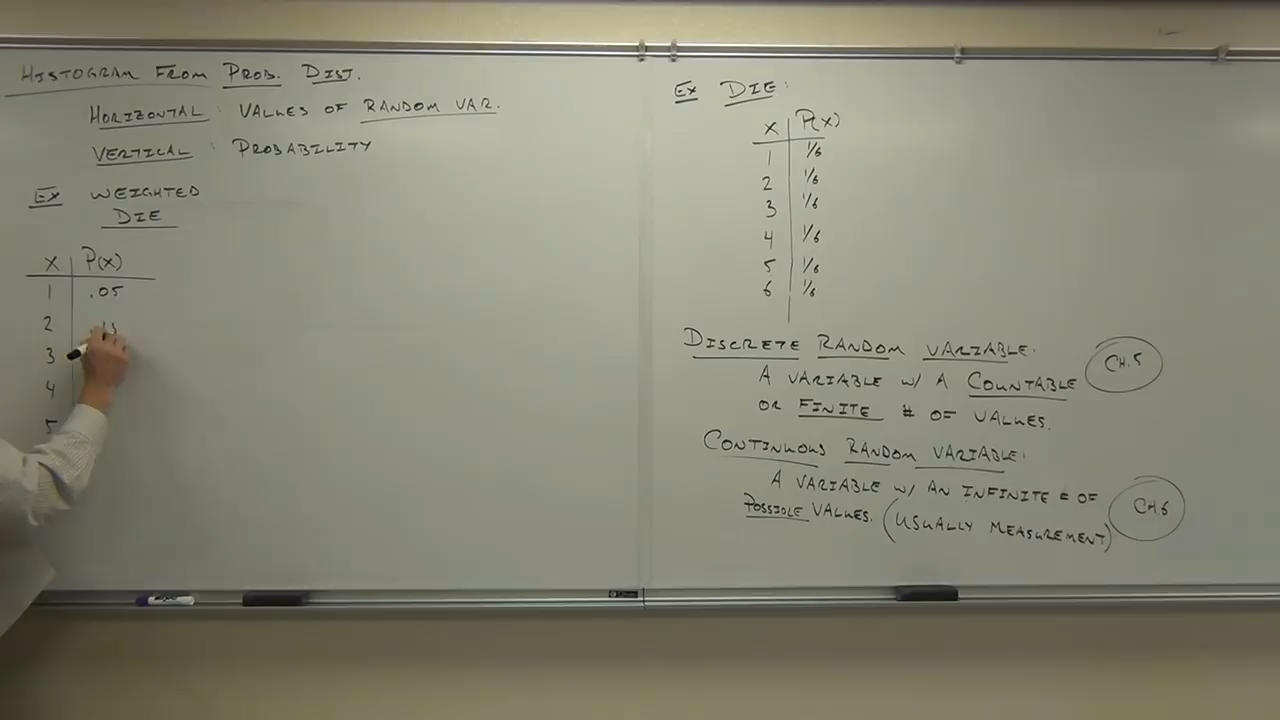 HISTOGRAM FROM PROB. DIST.
HORIZONTAL: VALUES OF RANDOM VAR.
VERTICAL: PROBABILITY
EX WEIGHTED
DIE
X P(X)
1 .05
2
3
4
5
EX DIE:
X P(X)
1 1/6
2 1/6
3 1/6
4 1/6
5 1/6
6 1/6
DISCRETE RANDOM VARIABLE:
A VARIABLE W/ A COUNTABLE
OR FINITE # OF VALUES.
CH.5
CONTINUOUS RANDOM VARIABLE:
A VARIABLE W/ AN INFINITE # OF
POSSIBLE VALUES. (USUALLY MEASUREMENT)
CH.6